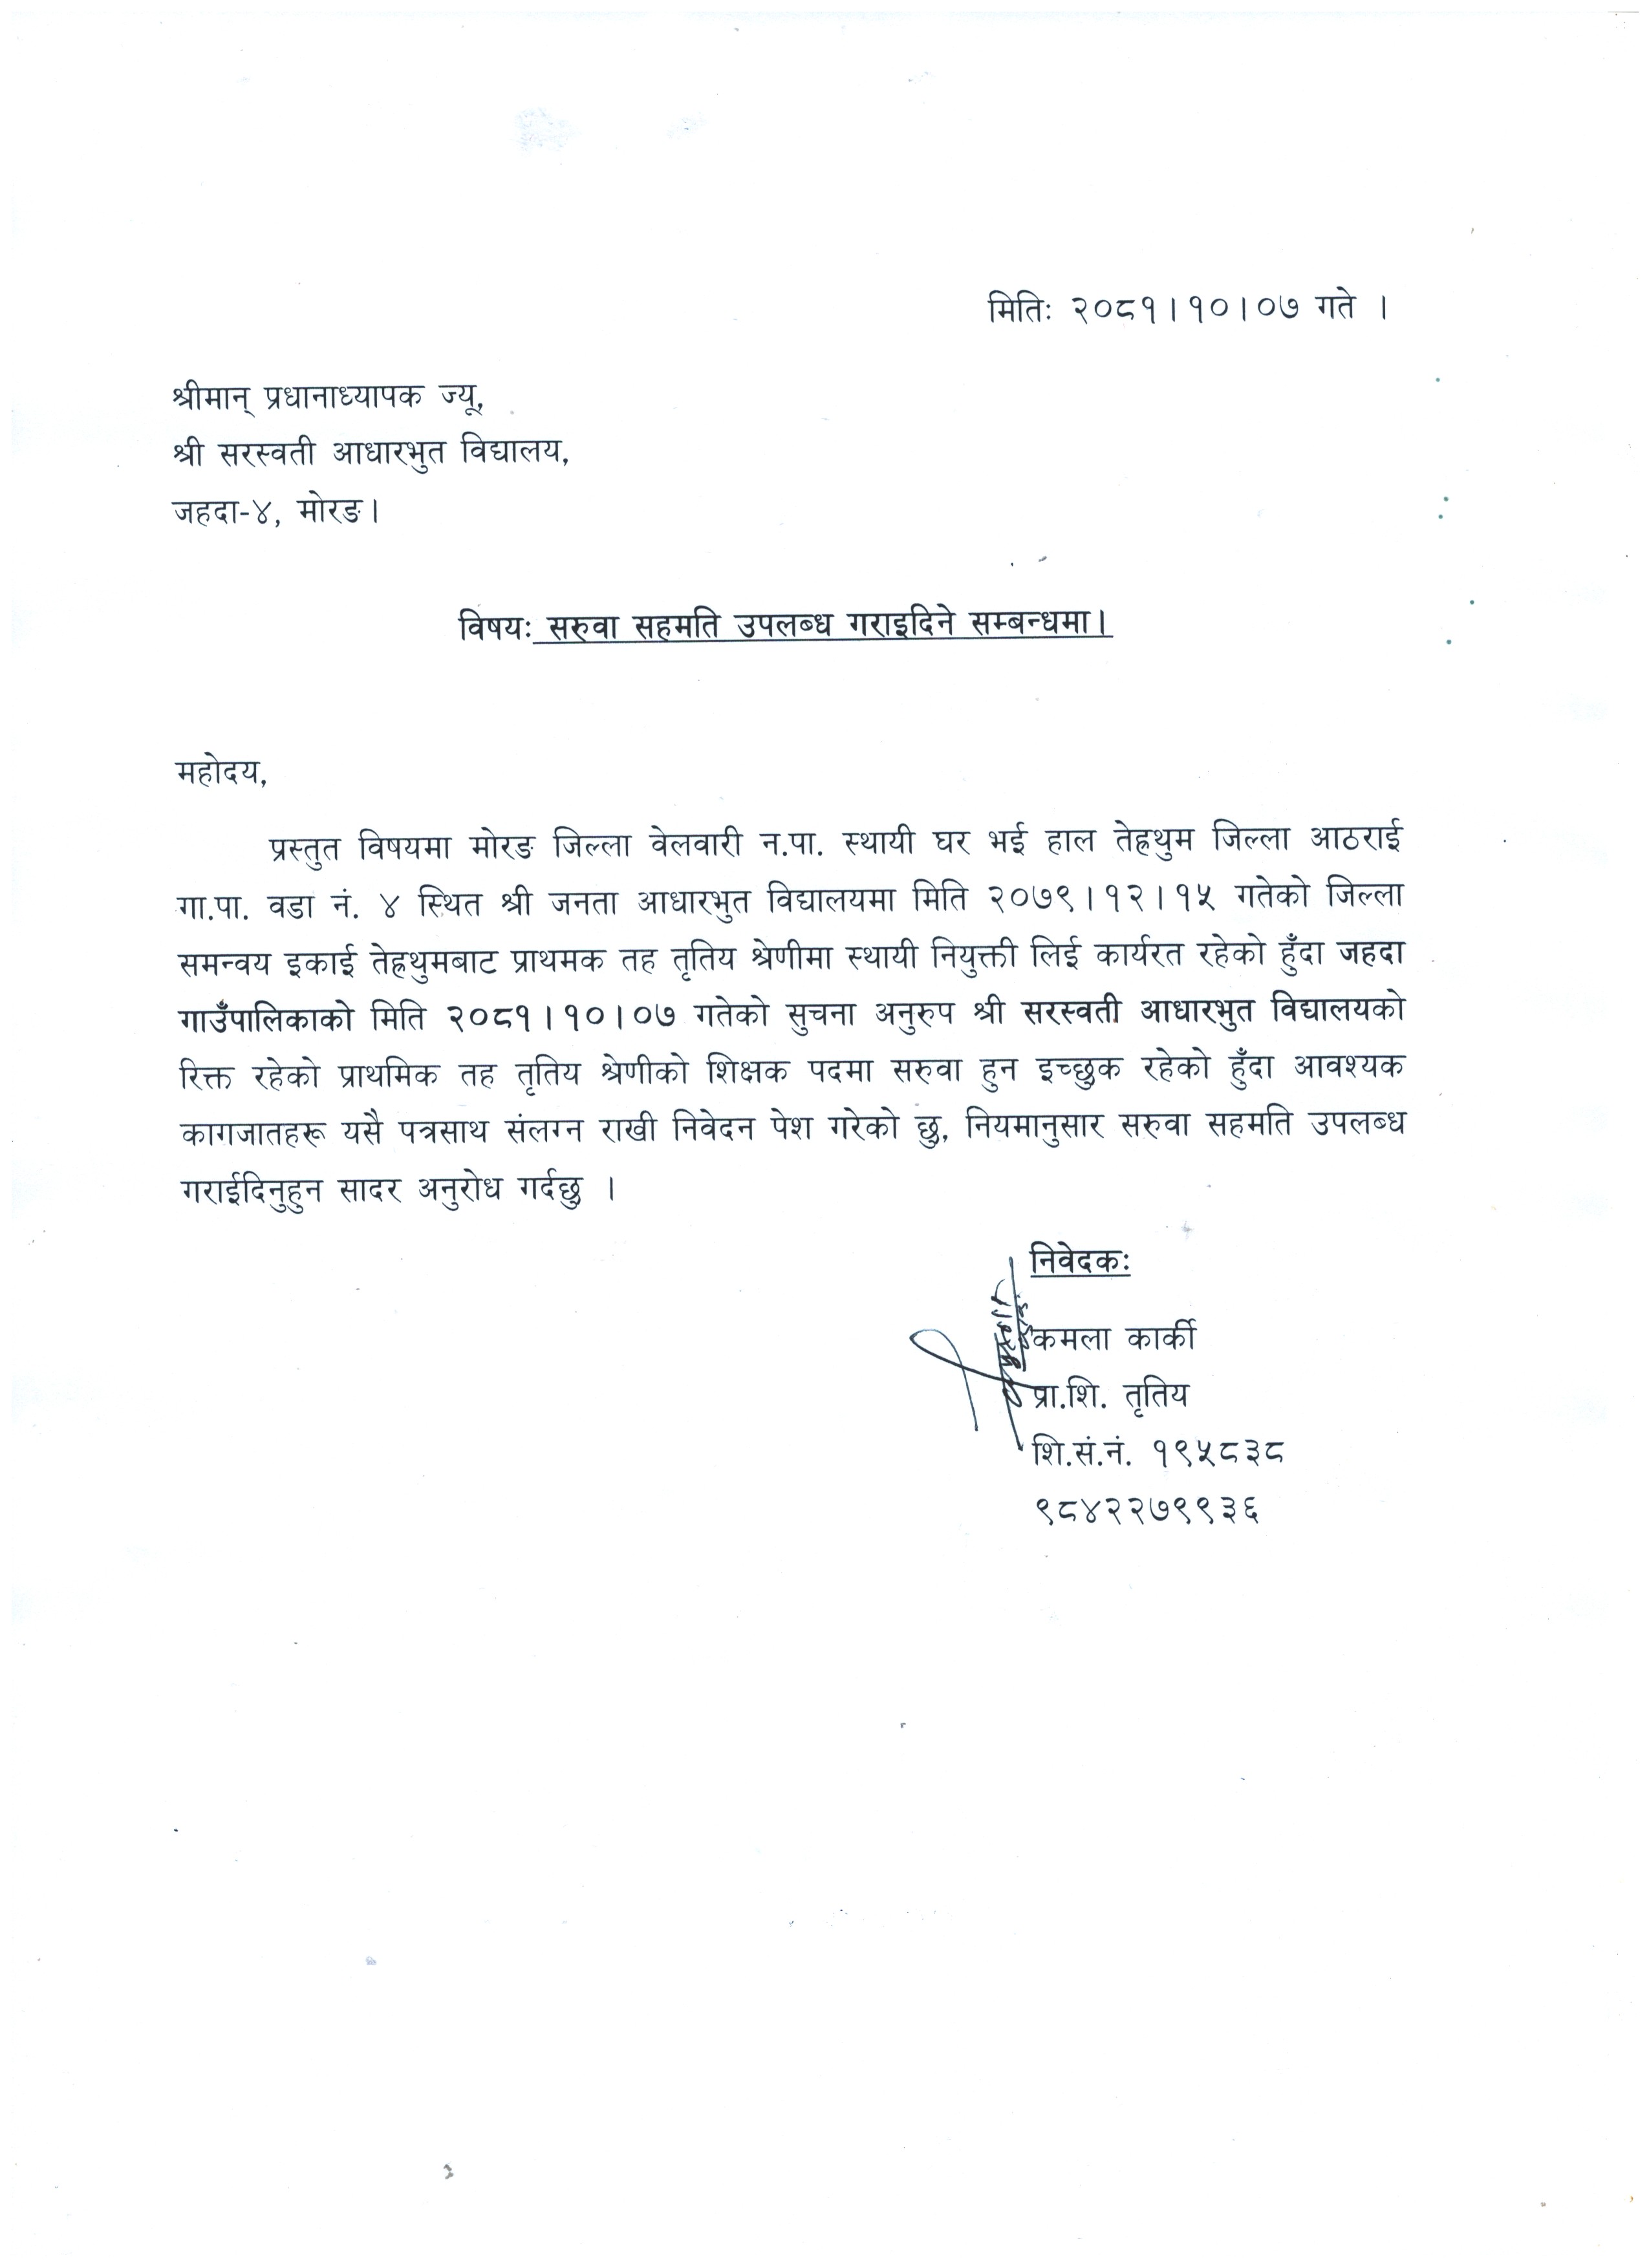 मितिः २०८१।१०।०७ गते ।
श्रीमान् प्रधानाध्यापक ज्यू,
श्री सरस्वती आधारभुत विद्यालय,
जहदा-४, मोरङ।
विषयः सरुवा सहमति उपलब्ध गराइदिने सम्बन्धमा।
महोदय,
प्रस्तुत विषयमा मोरङ जिल्ला वेलवारी न.पा. स्थायी घर भई हाल तेह्रथुम जिल्ला आठराई
गा.पा. वडा नं. ४ स्थित श्री जनता आधारभुत विद्यालयमा मिति २०७९।१२।१५ गतेको जिल्ला
समन्वय इकाई तेह्रथुमबाट प्राथमक तह तृतिय श्रेणीमा स्थायी नियुक्ती लिई कार्यरत रहेको हुँदा जहदा
गाउँपालिकाको मिति २०८१।१०।०७ गतेको सुचना अनुरुप श्री सरस्वती आधारभुत विद्यालयको
रिक्त रहेको प्राथमिक तह तृतिय श्रेणीको शिक्षक पदमा सरुवा हुन इच्छुक रहेको हुँदा आवश्यक
कागजातहरू यसै पत्रसाथ संलग्न राखी निवेदन पेश गरेको छु, नियमानुसार सरुवा सहमति उपलब्ध
गराईदिनुहुन सादर अनुरोध गर्दछु ।
निवेदकः
कमला कार्की
प्रा.शि. तृतिय
शि.सं.नं. १९५८३८
९८४२२७९९३६